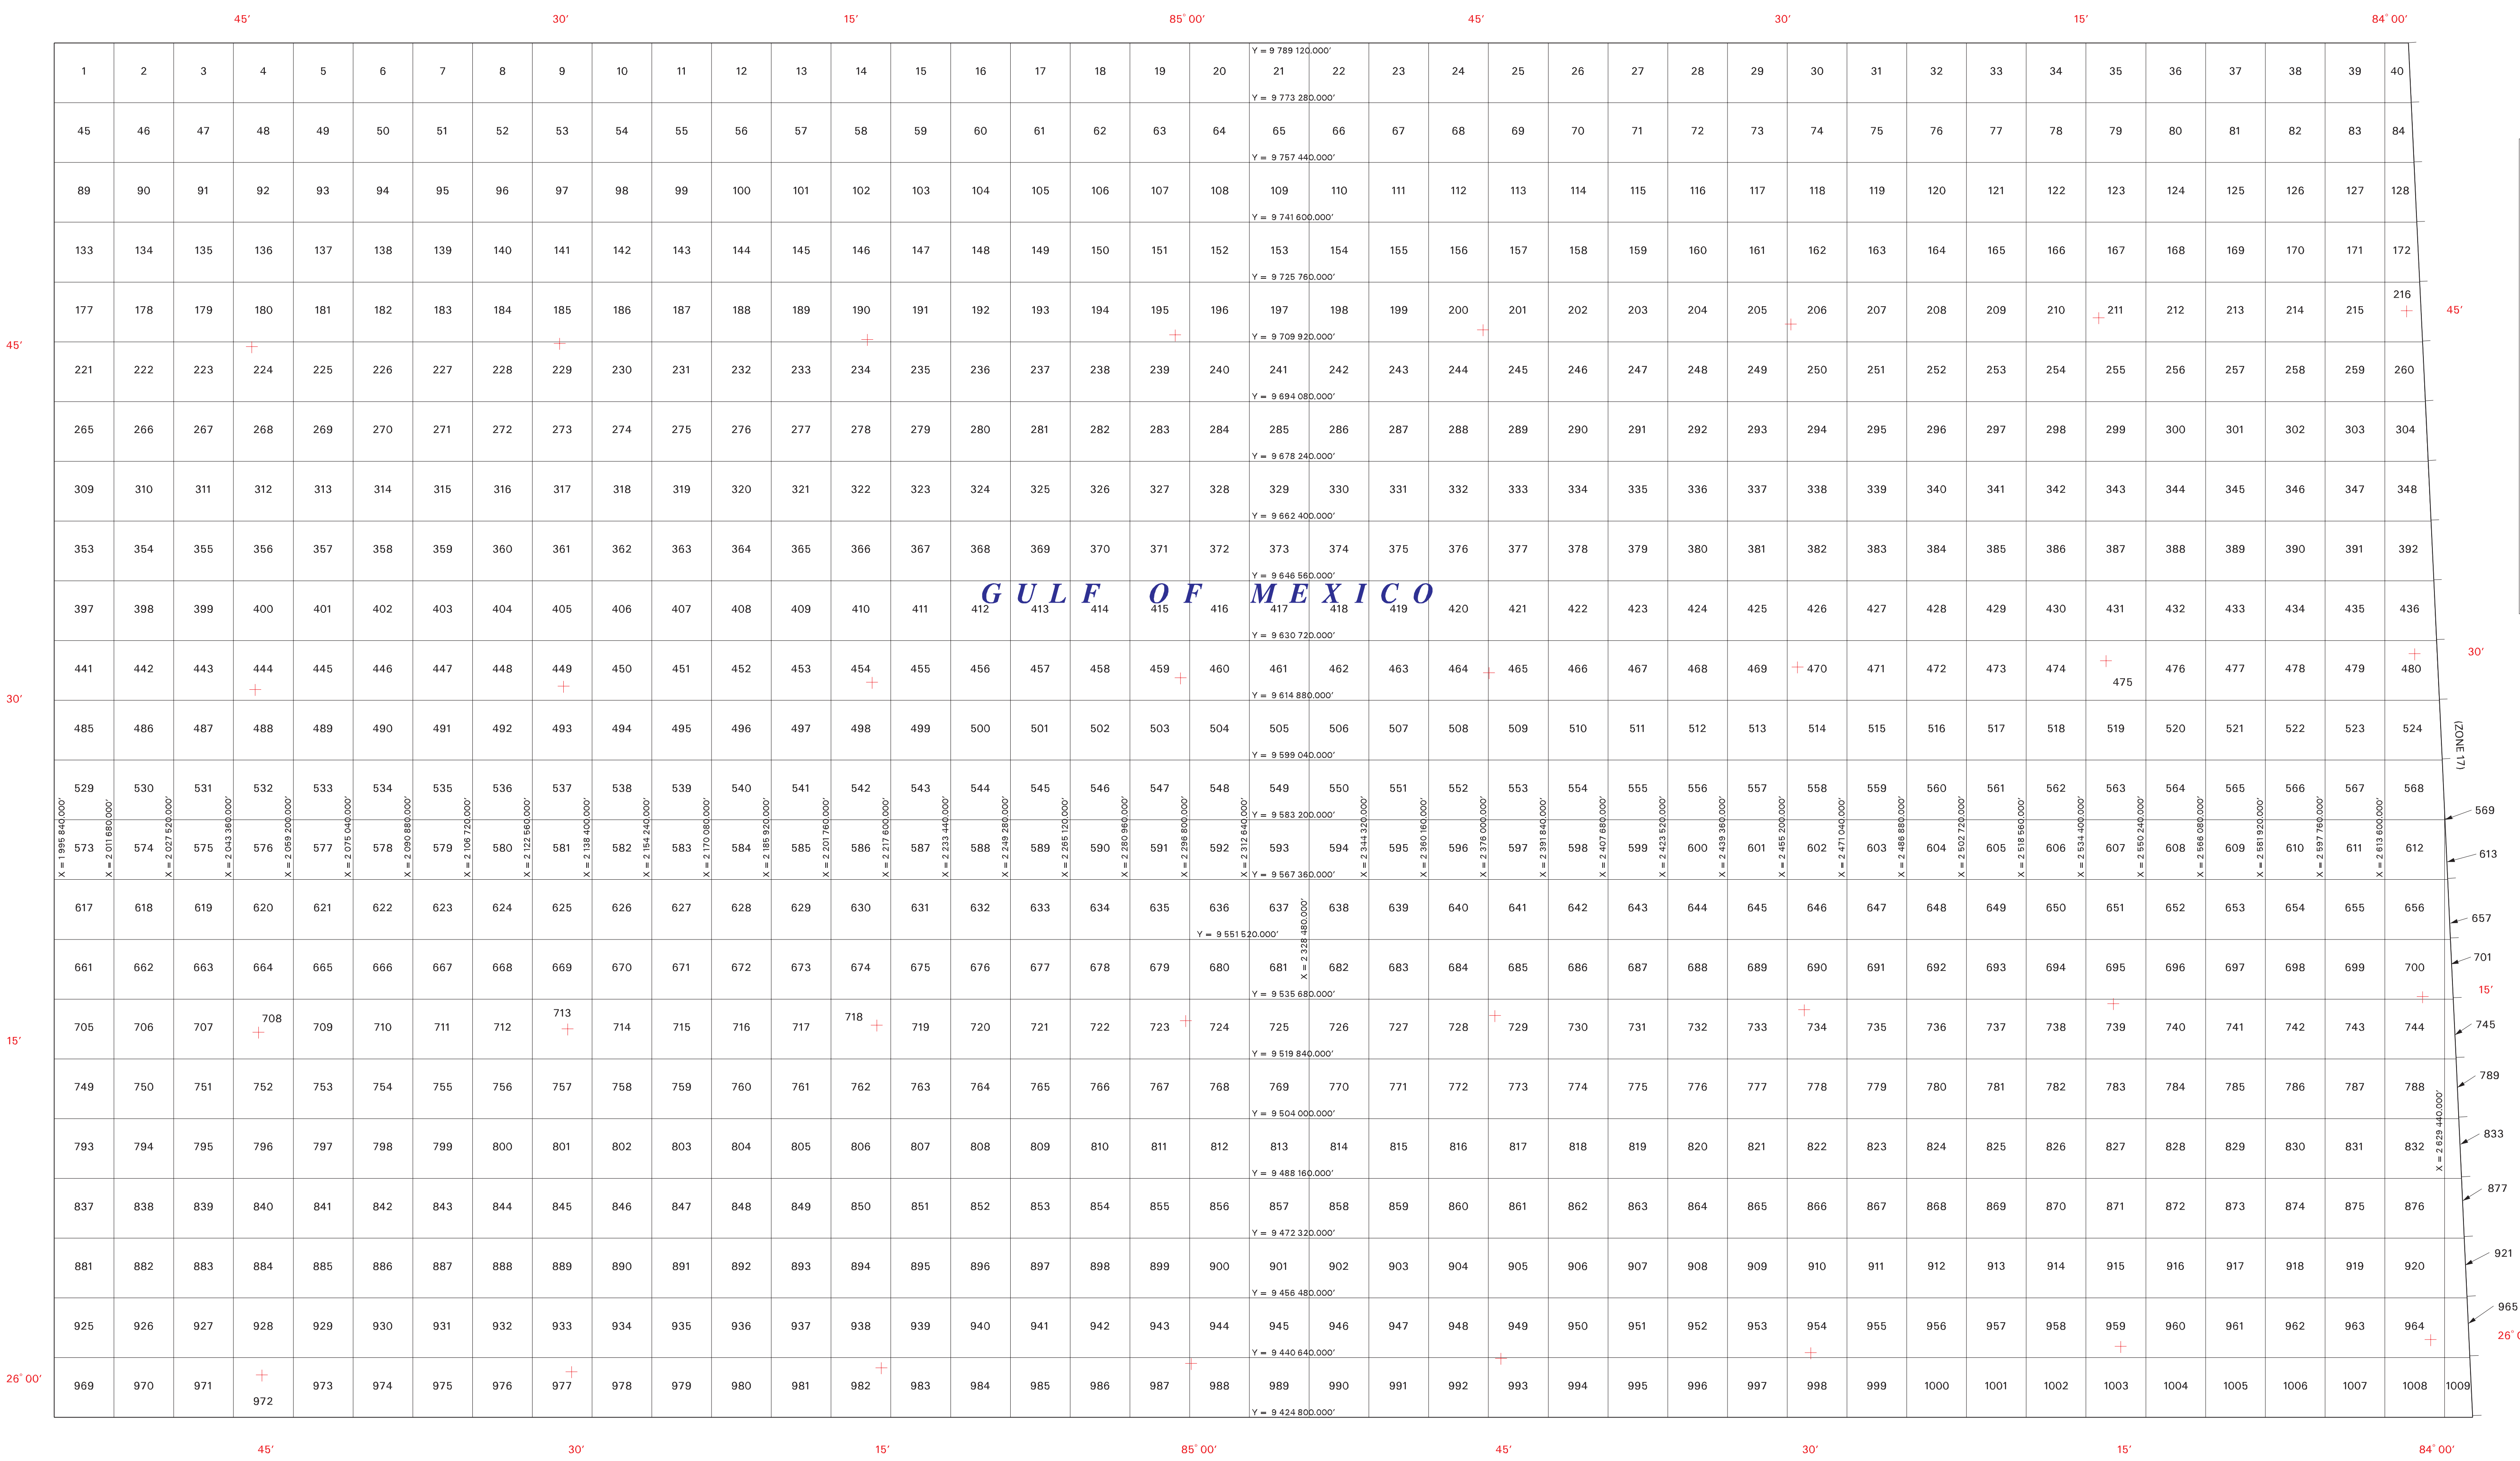 45' 30' 15' 85° 00' 45' 30' 15' 84° 00'
Y = 9 789 120.000'
1 2 3 4 5 6 7 8 9 10 11 12 13 14 15 16 17 18 19 20 21 22 23 24 25 26 27 28 29 30 31 32 33 34 35 36 37 38 39 40
Y = 9 773 280.000'
45 46 47 48 49 50 51 52 53 54 55 56 57 58 59 60 61 62 63 64 65 66 67 68 69 70 71 72 73 74 75 76 77 78 79 80 81 82 83 84
Y = 9 757 440.000'
89 90 91 92 93 94 95 96 97 98 99 100 101 102 103 104 105 106 107 108 109 110 111 112 113 114 115 116 117 118 119 120 121 122 123 124 125 126 127 128
Y = 9 741 600.000'
133 134 135 136 137 138 139 140 141 142 143 144 145 146 147 148 149 150 151 152 153 154 155 156 157 158 159 160 161 162 163 164 165 166 167 168 169 170 171 172
Y = 9 725 760.000'
177 178 179 180 181 182 183 184 185 186 187 188 189 190 191 192 193 194 195 196 197 198 199 200 201 202 203 204 205 206 207 208 209 210 211 212 213 214 215 216 45'
Y = 9 709 920.000'
45'
221 222 223 224 225 226 227 228 229 230 231 232 233 234 235 236 237 238 239 240 241 242 243 244 245 246 247 248 249 250 251 252 253 254 255 256 257 258 259 260
Y = 9 694 080.000'
265 266 267 268 269 270 271 272 273 274 275 276 277 278 279 280 281 282 283 284 285 286 287 288 289 290 291 292 293 294 295 296 297 298 299 300 301 302 303 304
Y = 9 678 240.000'
309 310 311 312 313 314 315 316 317 318 319 320 321 322 323 324 325 326 327 328 329 330 331 332 333 334 335 336 337 338 339 340 341 342 343 344 345 346 347 348
Y = 9 662 400.000'
353 354 355 356 357 358 359 360 361 362 363 364 365 366 367 368 369 370 371 372 373 374 375 376 377 378 379 380 381 382 383 384 385 386 387 388 389 390 391 392
Y = 9 646 560.000'
GULF OF MEXICO
397 398 399 400 401 402 403 404 405 406 407 408 409 410 411 412 413 414 415 416 417 418 419 420 421 422 423 424 425 426 427 428 429 430 431 432 433 434 435 436
Y = 9 630 720.000'
30'
441 442 443 444 445 446 447 448 449 450 451 452 453 454 455 456 457 458 459 460 461 462 463 464 465 466 467 468 469 470 471 472 473 474 475 476 477 478 479 480
Y = 9 614 880.000'
30'
485 486 487 488 489 490 491 492 493 494 495 496 497 498 499 500 501 502 503 504 505 506 507 508 509 510 511 512 513 514 515 516 517 518 519 520 521 522 523 524
(ZONE 17)
Y = 9 599 040.000'
529 530 531 532 533 534 535 536 537 538 539 540 541 542 543 544 545 546 547 548 549 550 551 552 553 554 555 556 557 558 559 560 561 562 563 564 565 566 567 568 569
Y = 9 583 200.000'
X = 1 995 840.000'
X = 2 011 680.000'
X = 2 027 520.000'
X = 2 043 360.000'
X = 2 059 200.000'
X = 2 075 040.000'
X = 2 090 880.000'
X = 2 106 720.000'
X = 2 122 560.000'
X = 2 138 400.000'
X = 2 154 240.000'
X = 2 170 080.000'
X = 2 185 920.000'
X = 2 201 760.000'
X = 2 217 600.000'
X = 2 233 440.000'
X = 2 249 280.000'
X = 2 265 120.000'
X = 2 280 960.000'
X = 2 296 800.000'
X = 2 312 640.000'
X = 2 344 320.000'
X = 2 360 160.000'
X = 2 376 000.000'
X = 2 391 840.000'
X = 2 407 680.000'
X = 2 423 520.000'
X = 2 439 360.000'
X = 2 455 200.000'
X = 2 471 040.000'
X = 2 486 880.000'
X = 2 502 720.000'
X = 2 518 560.000'
X = 2 534 400.000'
X = 2 550 240.000'
X = 2 566 080.000'
X = 2 581 920.000'
X = 2 597 760.000'
X = 2 613 600.000'
573 574 575 576 577 578 579 580 581 582 583 584 585 586 587 588 589 590 591 592 593 594 595 596 597 598 599 600 601 602 603 604 605 606 607 608 609 610 611 612 613
Y = 9 567 360.000'
617 618 619 620 621 622 623 624 625 626 627 628 629 630 631 632 633 634 635 636 637 638 639 640 641 642 643 644 645 646 647 648 649 650 651 652 653 654 655 656 657
Y = 9 551 520.000'
X = 2 328 480.000'
661 662 663 664 665 666 667 668 669 670 671 672 673 674 675 676 677 678 679 680 681 682 683 684 685 686 687 688 689 690 691 692 693 694 695 696 697 698 699 700 701
Y = 9 535 680.000'
15'
705 706 707 708 709 710 711 712 713 714 715 716 717 718 719 720 721 722 723 724 725 726 727 728 729 730 731 732 733 734 735 736 737 738 739 740 741 742 743 744 745
15'
Y = 9 519 840.000'
749 750 751 752 753 754 755 756 757 758 759 760 761 762 763 764 765 766 767 768 769 770 771 772 773 774 775 776 777 778 779 780 781 782 783 784 785 786 787 788 789
Y = 9 504 000.000'
X = 2 629 440.000'
793 794 795 796 797 798 799 800 801 802 803 804 805 806 807 808 809 810 811 812 813 814 815 816 817 818 819 820 821 822 823 824 825 826 827 828 829 830 831 832 833
Y = 9 488 160.000'
837 838 839 840 841 842 843 844 845 846 847 848 849 850 851 852 853 854 855 856 857 858 859 860 861 862 863 864 865 866 867 868 869 870 871 872 873 874 875 876 877
Y = 9 472 320.000'
881 882 883 884 885 886 887 888 889 890 891 892 893 894 895 896 897 898 899 900 901 902 903 904 905 906 907 908 909 910 911 912 913 914 915 916 917 918 919 920 921
Y = 9 456 480.000'
925 926 927 928 929 930 931 932 933 934 935 936 937 938 939 940 941 942 943 944 945 946 947 948 949 950 951 952 953 954 955 956 957 958 959 960 961 962 963 964 965
26°
Y = 9 440 640.000'
26° 00'
969 970 971 972 973 974 975 976 977 978 979 980 981 982 983 984 985 986 987 988 989 990 991 992 993 994 995 996 997 998 999 1000 1001 1002 1003 1004 1005 1006 1007 1008 1009
Y = 9 424 800.000'
45' 30' 15' 85° 00' 45' 30' 15' 84° 00'